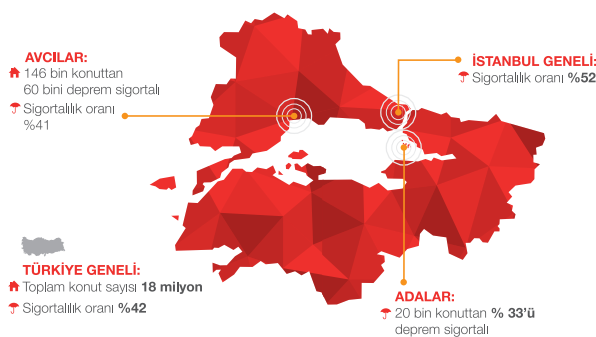 AVCILAR:
146 bin konuttan
60 bini deprem sigortalı
Sigortalılık oranı
%41
İSTANBUL GENELİ:
Sigortalılık oranı %52
TÜRKİYE GENELİ:
Toplam konut sayısı 18 milyon
Sigortalılık oranı %42
ADALAR:
20 bin konuttan % 33'ü
deprem sigortalı